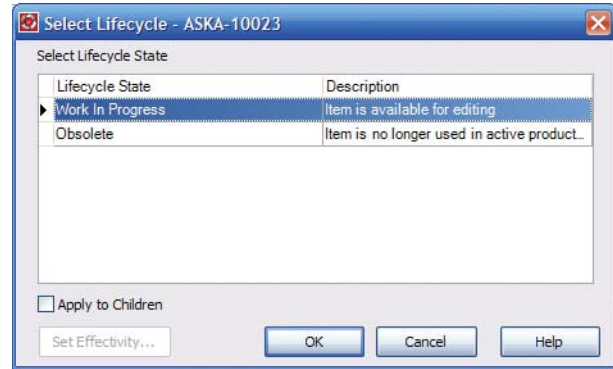 Select Lifecycle - ASKA-10023
Select Lifecycle State
Lifecycle State Description
Work In Progress Item is available for editing
Obsolete Item is no longer used in active product...
Apply to Children
Set Effectivity... OK Cancel Help